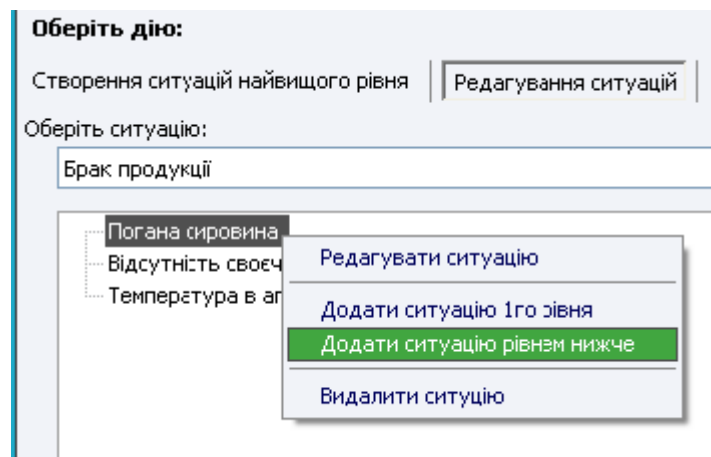 Оберіть дію:
Створення ситуацій найвищого рівня Редагування ситуацій
Оберіть ситуацію:
Брак продукції
Погана сировина
Відсутність своєч
Температура в аг
Редагувати ситуацію
Додати ситуацію 1го рівня
Додати ситуацію рівнем нижче
Видалити ситуцію